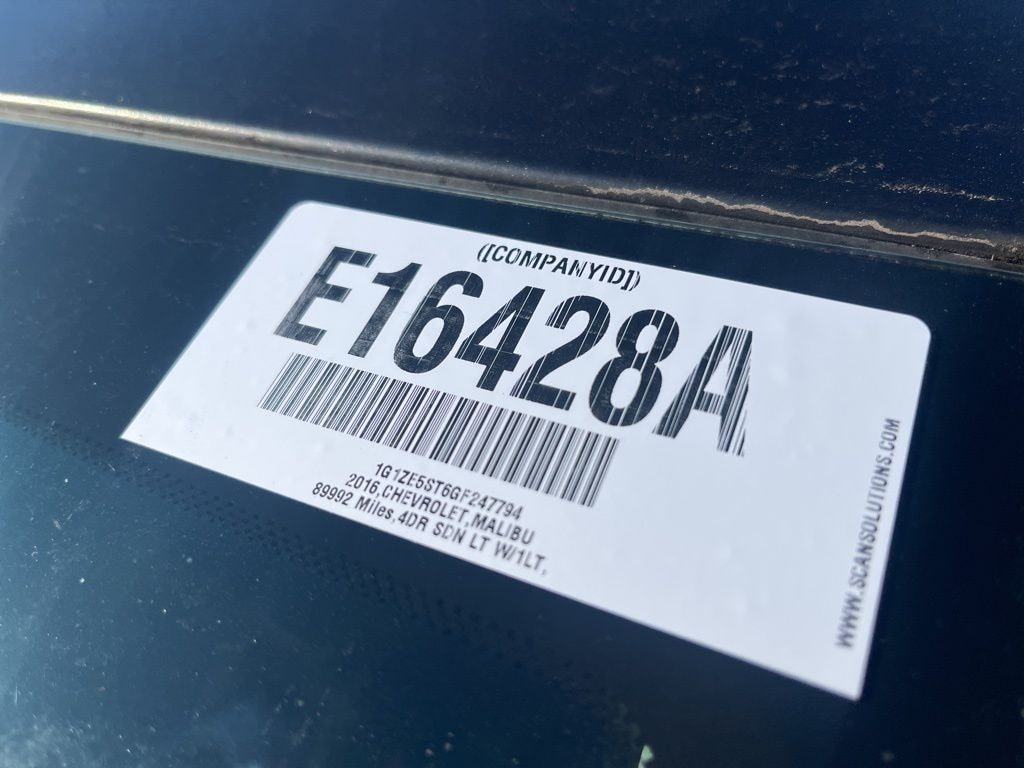 ([COMPANYID])
E16428A
1G1ZE5ST6GF247794
2016,CHEVROLET,MALIBU
89992 Miles,4DR SDN LT W/1LT,
WWW.SCANSOLUTIONS.COM